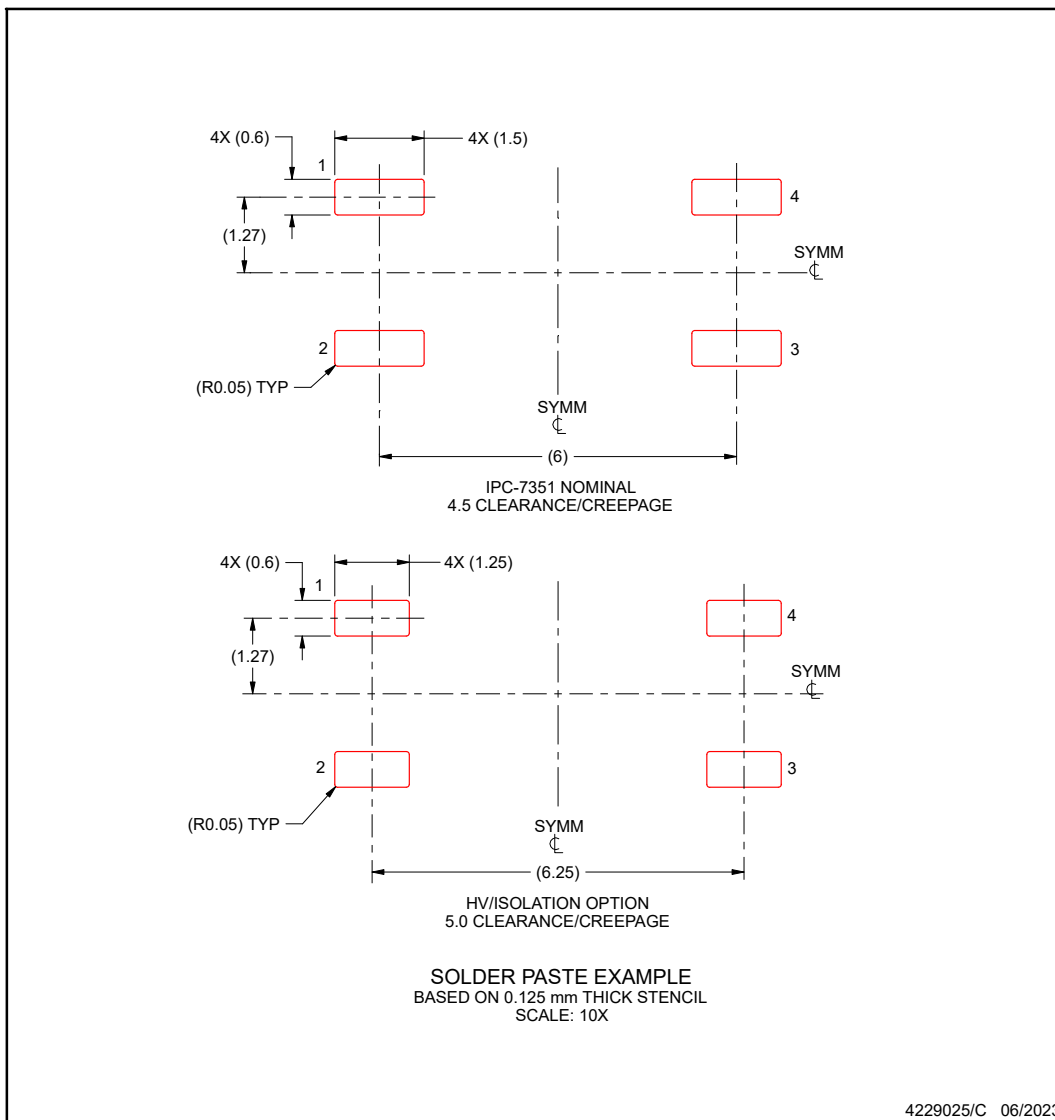 4X (0.6)
4X (1.5)
1
4
(1.27)
SYMM
2
3
(R0.05) TYP
SYMM
(6)
IPC-7351 NOMINAL
4.5 CLEARANCE/CREEPAGE
4X (0.6)
4X (1.25)
1
4
(1.27)
SYMM
2
3
(R0.05) TYP
SYMM
(6.25)
HV/ISOLATION OPTION
5.0 CLEARANCE/CREEPAGE
SOLDER PASTE EXAMPLE
BASED ON 0.125 mm THICK STENCIL
SCALE: 10X
4229025/C 06/2023